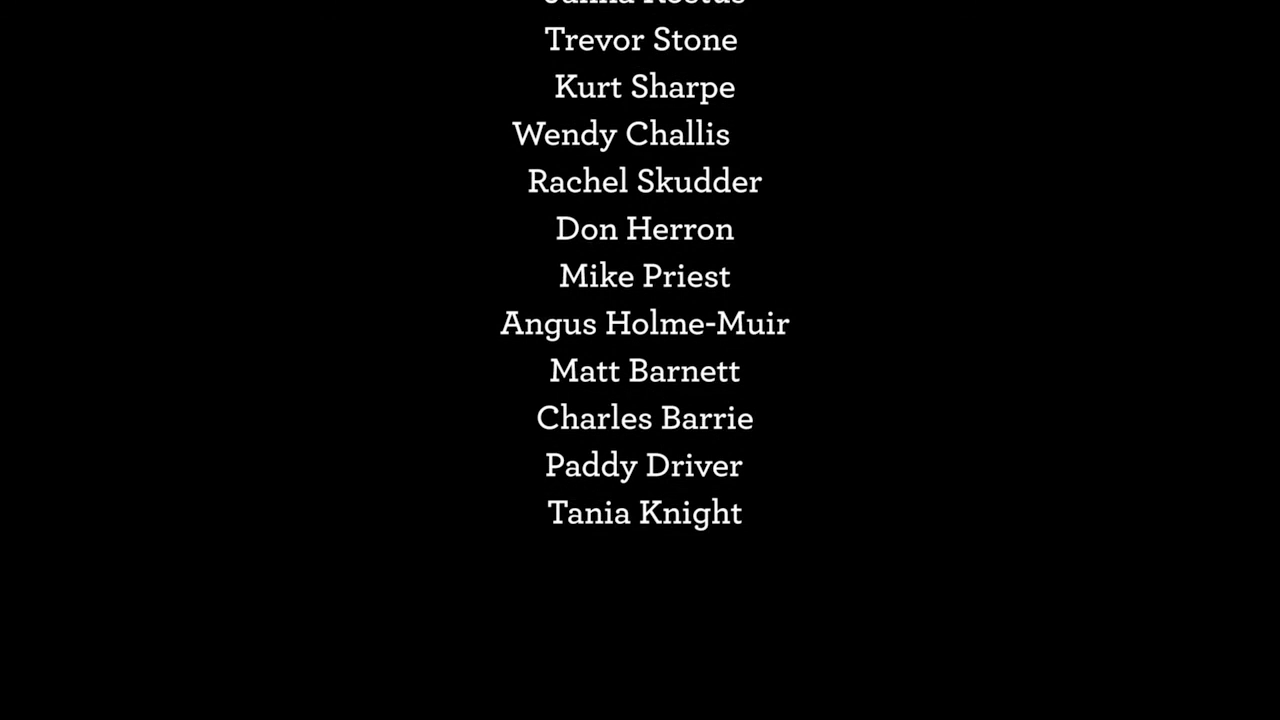 Trevor Stone
Kurt Sharpe
Wendy Challis
Rachel Skudder
Don Herron
Mike Priest
Angus Holme-Muir
Matt Barnett
Charles Barrie
Paddy Driver
Tania Knight